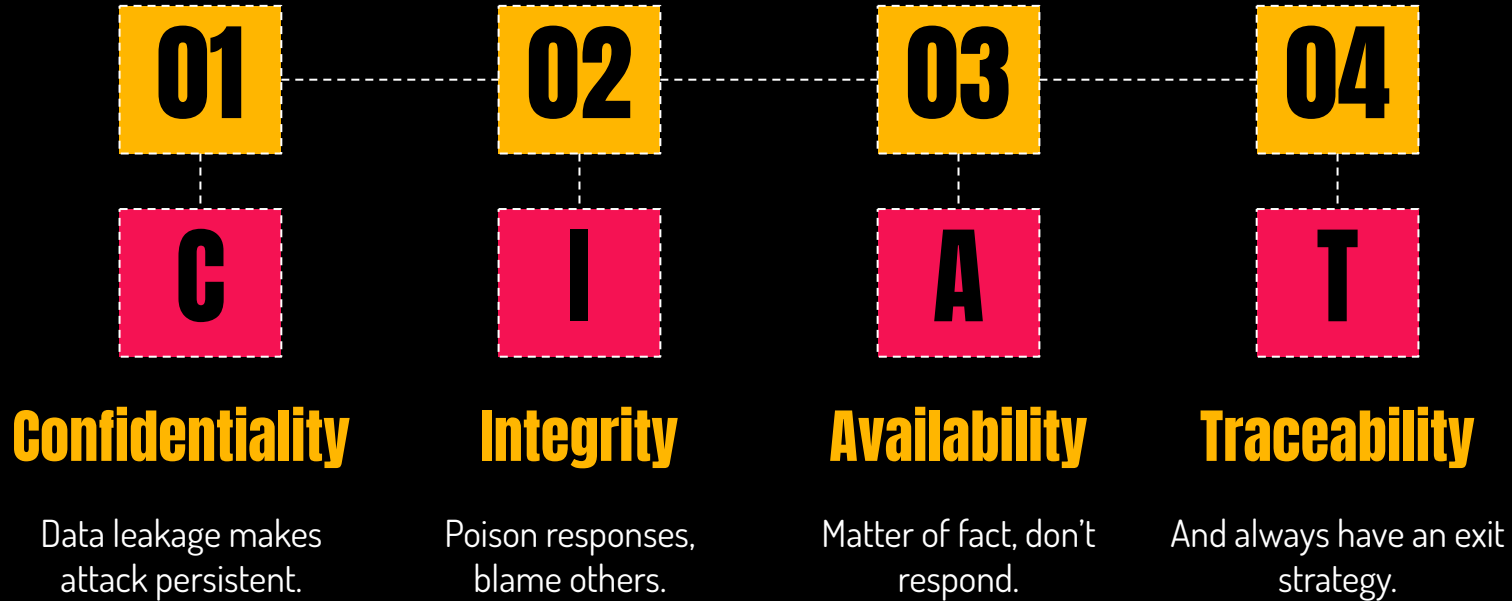 01
02
03
04
C
I
A
T
Confidentiality
Integrity
Availability
Traceability
Data leakage makes
attack persistent.
Poison responses,
blame others.
Matter of fact, don’t
respond.
And always have an exit
strategy.